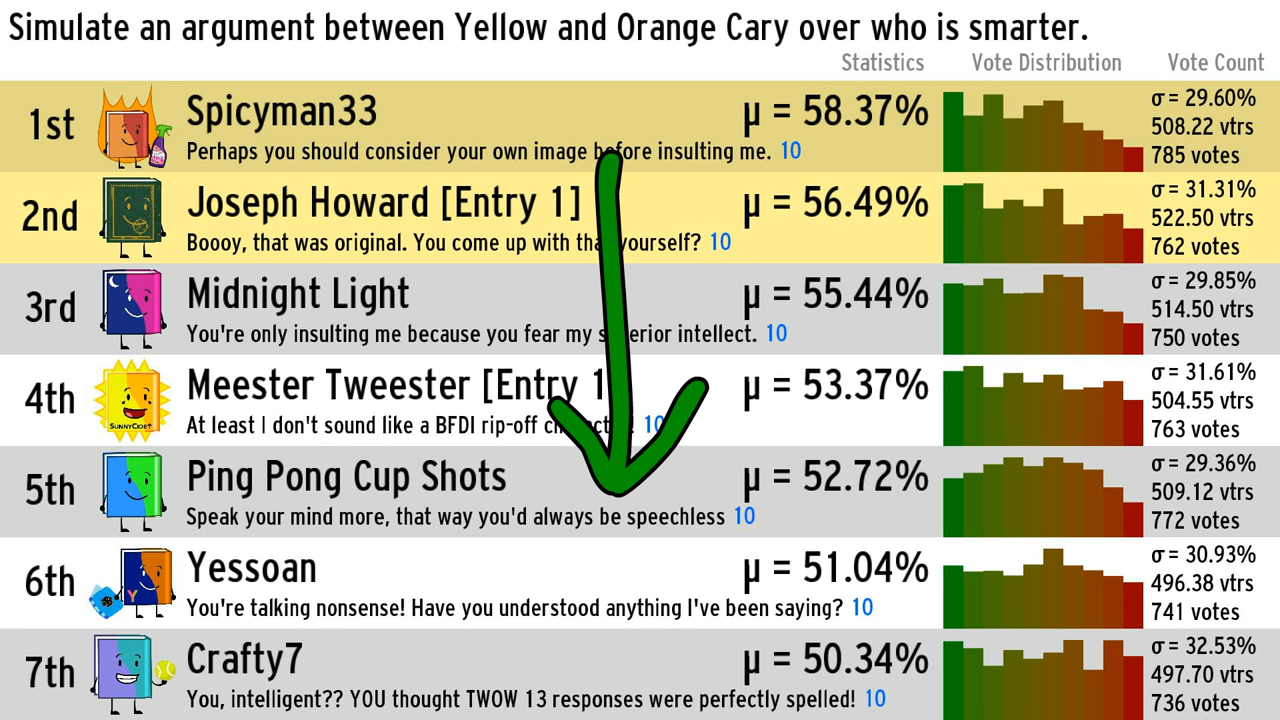 Simulate an argument between Yellow and Orange Cary over who is smarter.
Statistics Vote Distribution Vote Count
1st Spicyman33 μ = 58.37% σ = 29.60%
508.22 vtrs
Perhaps you should consider your own image before insulting me. 10 785 votes
2nd Joseph Howard [Entry 1] μ = 56.49% σ = 31.31%
522.50 vtrs
Boooy, that was original. You come up with that yourself? 10 762 votes
3rd Midnight Light μ = 55.44% σ = 29.85%
514.50 vtrs
You're only insulting me because you fear my superior intellect. 10 750 votes
4th Meester Tweester [Entry 1 μ = 53.37% σ = 31.61%
504.55 vtrs
SUNNYCIDE↑
At least I don't sound like a BFDI rip-off 10 763 votes
5th Ping Pong Cup Shots μ = 52.72% σ = 29.36%
509.12 vtrs
Speak your mind more, that way you'd always be speechless 10 772 votes
6th Yessoan μ = 51.04% σ = 30.93%
Y
496.38 vtrs
You're talking nonsense! Have you understood anything I've been saying? 10 741 votes
7th Crafty7 μ = 50.34% σ = 32.53%
497.70 vtrs
You, intelligent?? YOU thought TWOW 13 responses were perfectly spelled! 10 736 votes